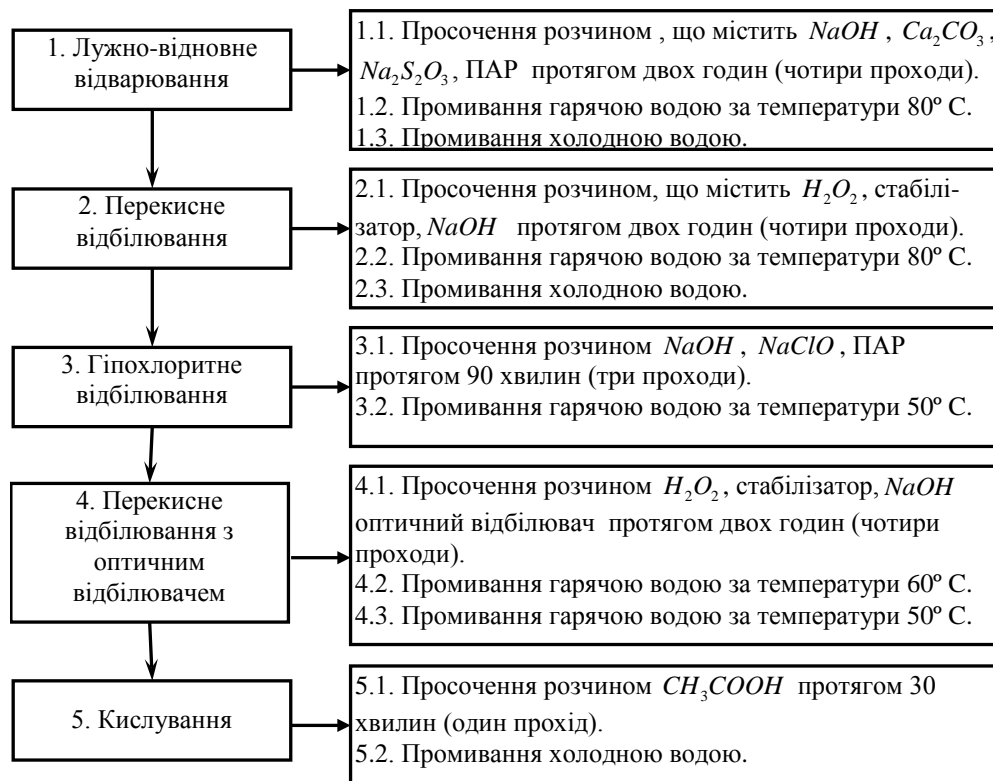 1. Лужно-відновне
відварювання
1.1. Просочення розчином , що містить NaOH , Ca₂CO₃ ,
Na₂S₂O₃, ПАР протягом двох годин (чотири проходи).
1.2. Промивання гарячою водою за температури 80º С.
1.3. Промивання холодною водою.
2. Перекисне
відбілювання
2.1. Просочення розчином, що містить H₂O₂, стабілі-
затор, NaOH протягом двох годин (чотири проходи).
2.2. Промивання гарячою водою за температури 80º С.
2.3. Промивання холодною водою.
3. Гіпохлоритне
відбілювання
3.1. Просочення розчином NaOH , NaClO , ПАР
протягом 90 хвилин (три проходи).
3.2. Промивання гарячою водою за температури 50º С.
4. Перекисне
відбілювання з
оптичним
відбілювачем
4.1. Просочення розчином H₂O₂, стабілізатор, NaOH
оптичний відбілювач протягом двох годин (чотири
проходи).
4.2. Промивання гарячою водою за температури 60º С.
4.3. Промивання гарячою водою за температури 50º С.
5. Кислування
5.1. Просочення розчином CH₃COOH протягом 30
хвилин (один прохід).
5.2. Промивання холодною водою.